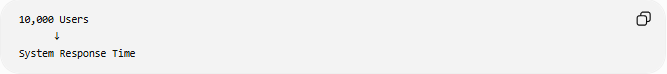 10,000 Users
↓
System Response Time